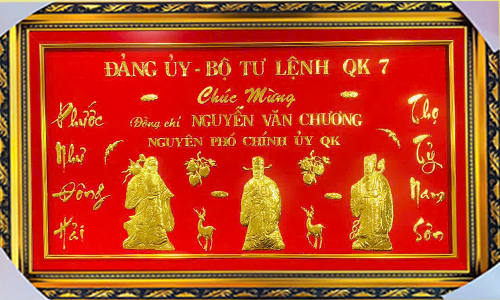 ĐẢNG ỦY - BỘ TƯ LỆNH QK 7
Chúc Mừng
Đồng chí NGUYỄN VĂN CHƯƠNG
NGUYÊN PHÓ CHÍNH ỦY QK
Phước
Như
Đông
Hải
Thọ
Tỷ
Nam
Sơn